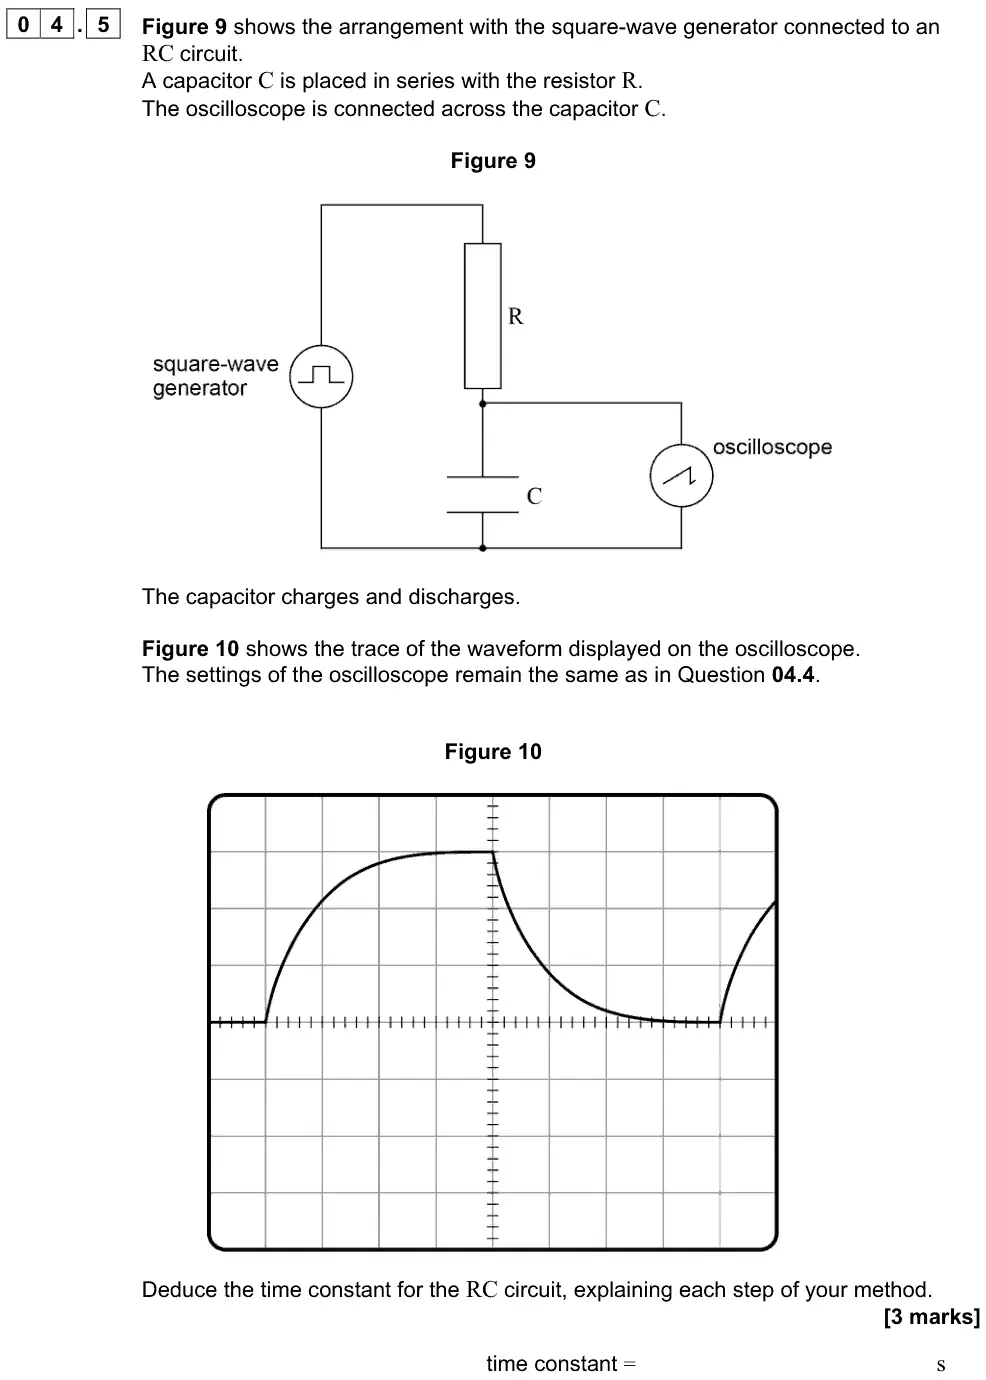 0 4 . 5 Figure 9 shows the arrangement with the square-wave generator connected to an
RC circuit.
A capacitor C is placed in series with the resistor R.
The oscilloscope is connected across the capacitor C.
Figure 9
R
square-wave
generator
oscilloscope
C
The capacitor charges and discharges.
Figure 10 shows the trace of the waveform displayed on the oscilloscope.
The settings of the oscilloscope remain the same as in Question 04.4.
Figure 10
Deduce the time constant for the RC circuit, explaining each step of your method.
[3 marks]
time constant = s